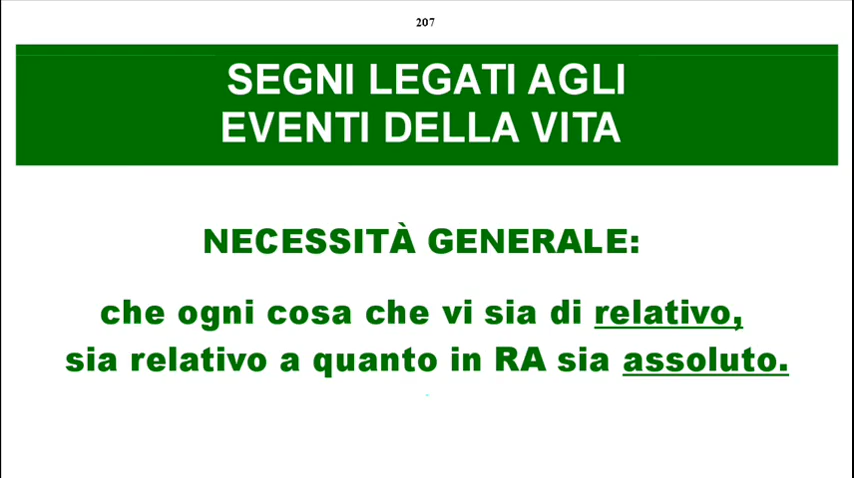 207
SEGNI LEGATI AGLI
EVENTI DELLA VITA
NECESSITÀ GENERALE:
che ogni cosa che vi sia di relativo,
sia relativo a quanto in RA sia assoluto.